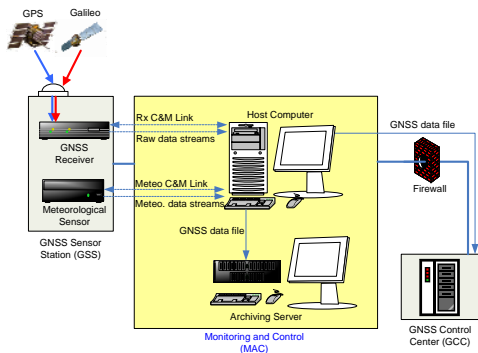 GPS
Galileo
Rx C&M Link
Raw data streams
GNSS
Receiver
Meteo C&M Link
Meteo. data streams
Meteorological
Sensor
GNSS Sensor
Station (GSS)
Host Computer
GNSS data file
Archiving Server
Monitoring and Control
(MAC)
GNSS data file
Firewall
GNSS Control
Center (GCC)